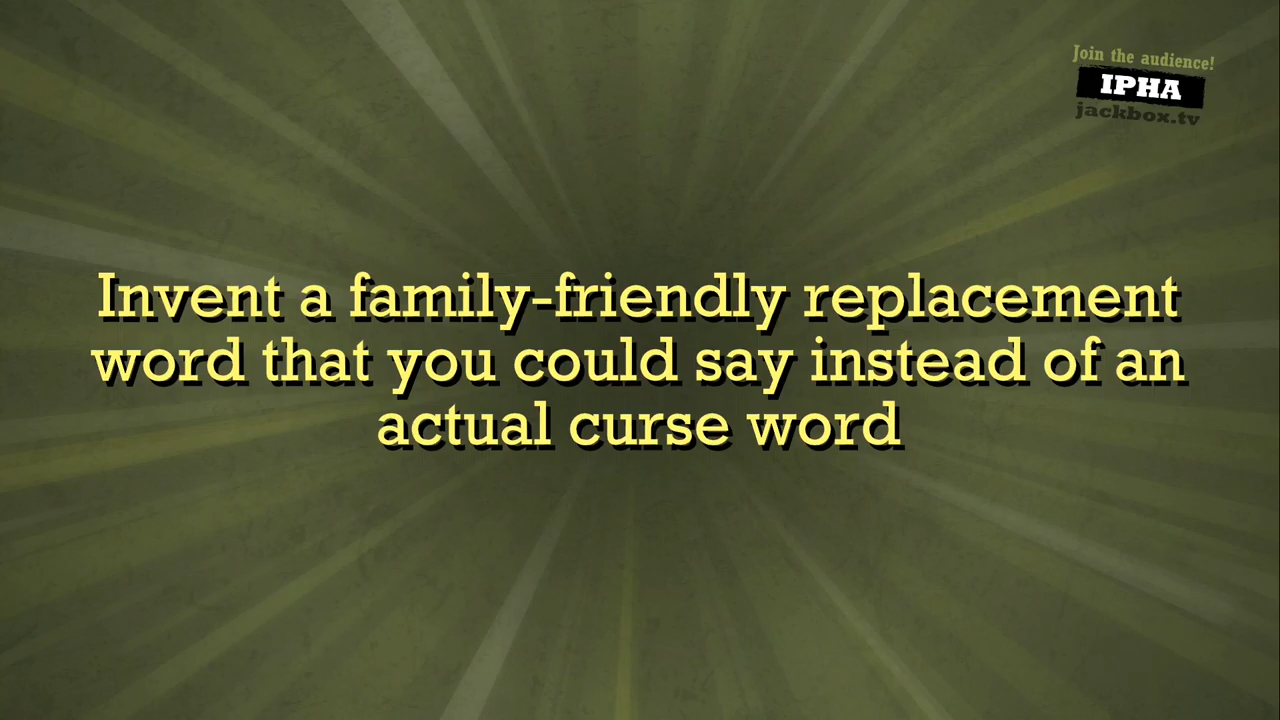 Join the audience!
IPHA
jackbox.tv
Invent a family-friendly replacement
word that you could say instead of an
actual curse word